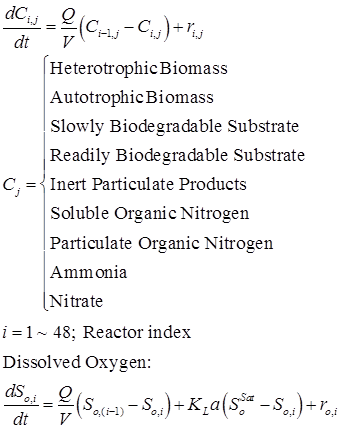 dC_{i,j}/dt = Q/V (C_{i-1,j} − C_{i,j}) + r_{i,j}
Heterotrophic Biomass
Autotrophic Biomass
Slowly Biodegradable Substrate
Readily Biodegradable Substrate
C_j = { Inert Particulate Products
Soluble Organic Nitrogen
Particulate Organic Nitrogen
Ammonia
Nitrate
i = 1 ~ 48; Reactor index
Dissolved Oxygen:
dS_{o,i}/dt = Q/V (S_{o,(i-1)} − S_{o,i}) + K_L a(S_o^{Sat} − S_{o,i}) + r_{o,i}